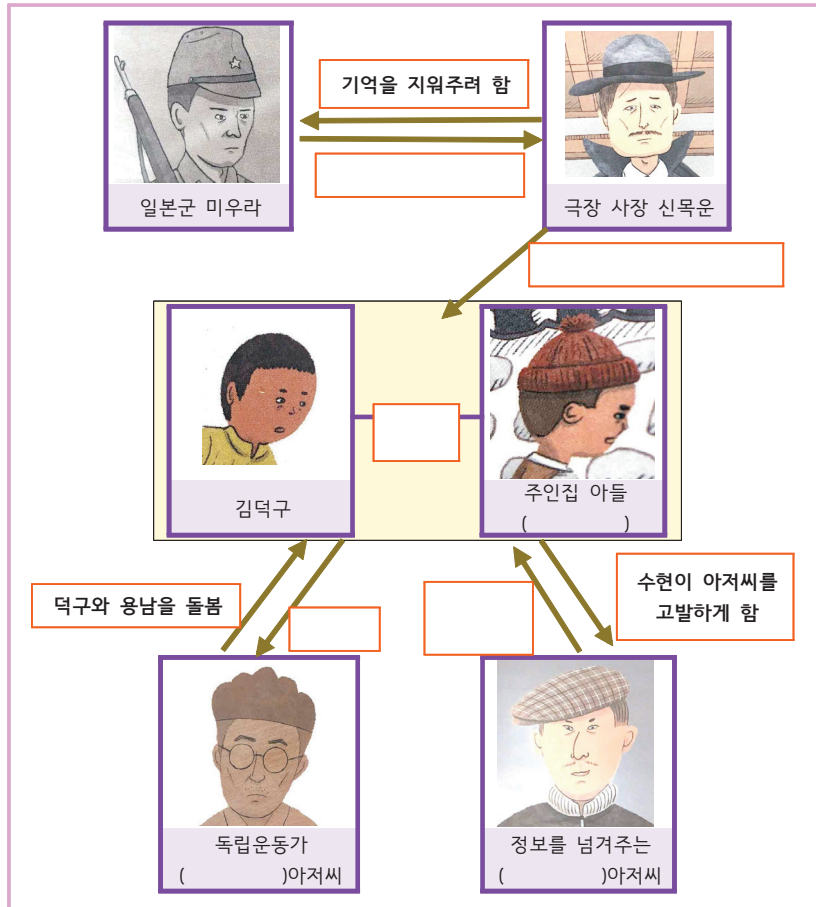 기억을 지워주려 함
일본군 미우라
극장 사장 신목운
김덕구
주인집 아들
( )
덕구와 용남을 돌봄
수현이 아저씨를
고발하게 함
독립운동가
( )아저씨
정보를 넘겨주는
( )아저씨